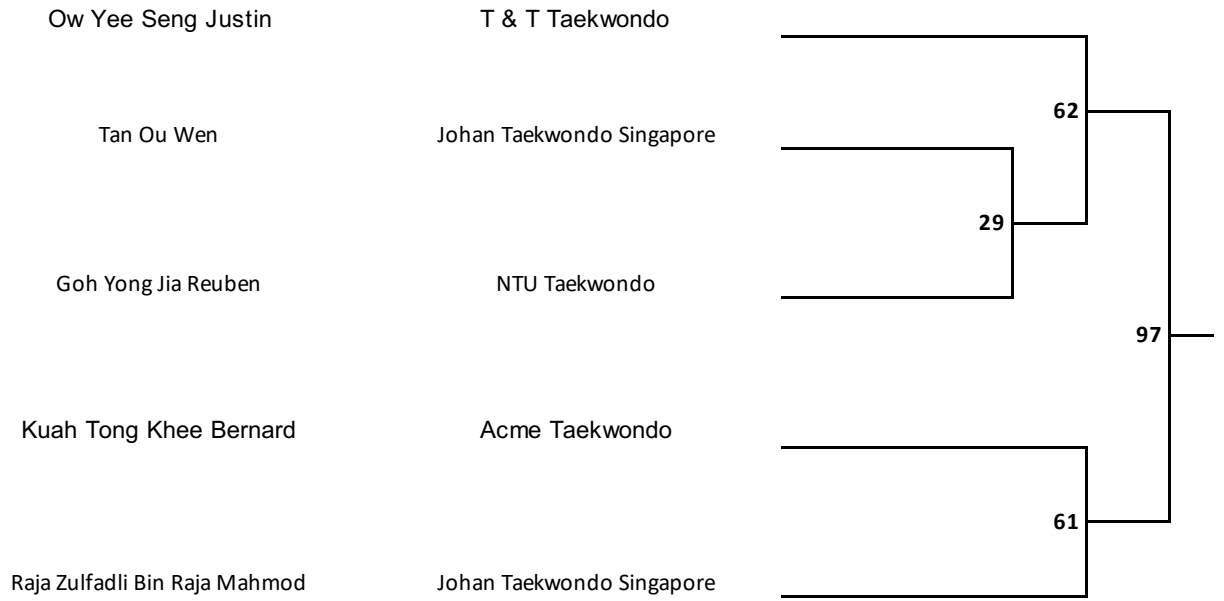 Ow Yee Seng Justin T & T Taekwondo
62
Tan Ou Wen Johan Taekwondo Singapore
29
Goh Yong Jia Reuben NTU Taekwondo
97
Kuah Tong Khee Bernard Acme Taekwondo
61
Raja Zulfadli Bin Raja Mahmod Johan Taekwondo Singapore